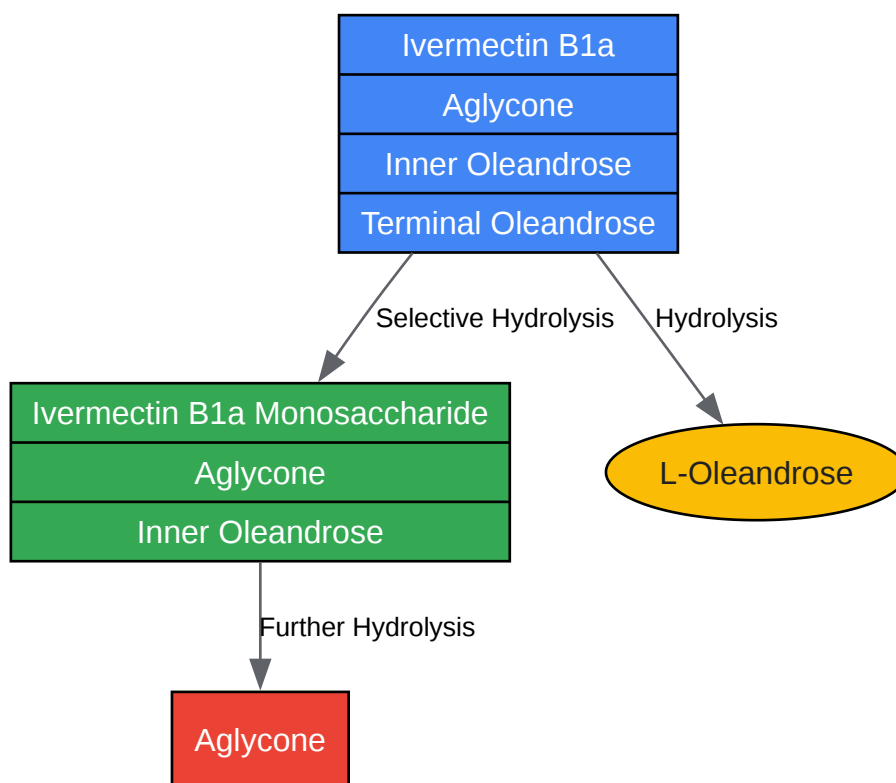 Ivermectin B1a
Aglycone
Inner Oleandrose
Terminal Oleandrose
Selective Hydrolysis
Hydrolysis
Ivermectin B1a Monosaccharide
Aglycone
Inner Oleandrose
L-Oleandrose
Further Hydrolysis
Aglycone